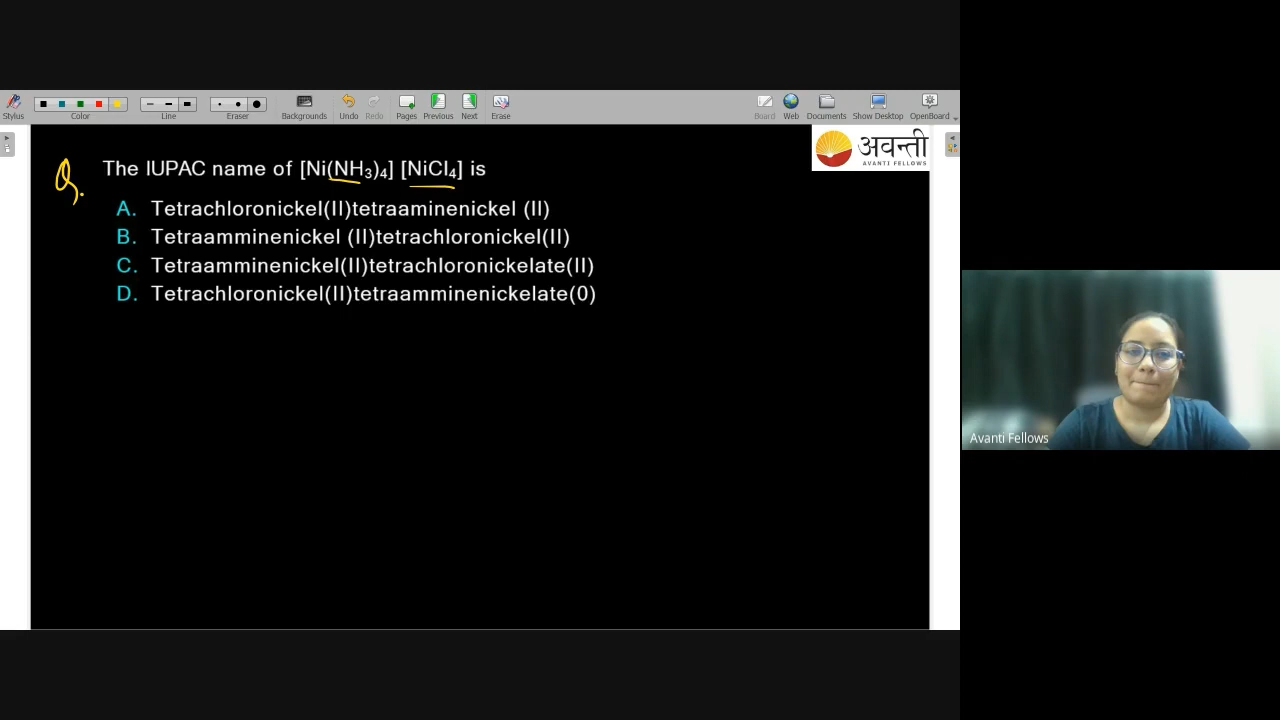 Stylus Color Line Eraser Backgrounds Undo Redo Pages Previous Next Erase Board Web Documents Show Desktop OpenBoard
अवन्ती
AVANTI FELLOWS
Q. The IUPAC name of [Ni(NH₃)₄] [NiCl₄] is
A. Tetrachloronickel(II)tetraaminenickel (II)
B. Tetraamminenickel (II)tetrachloronickel(II)
C. Tetraamminenickel(II)tetrachloronickelate(II)
D. Tetrachloronickel(II)tetraamminenickelate(0)
Avanti Fellows